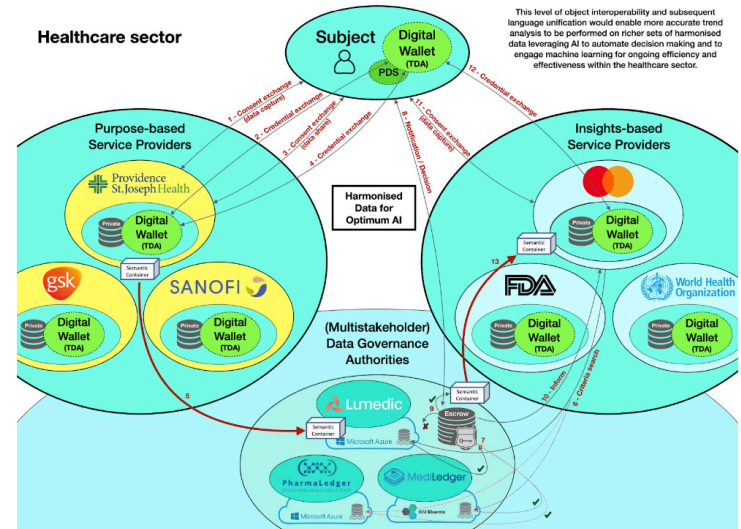 Healthcare sector
This level of object interoperability and subsequent
language unification would enable more accurate trend
analysis to be performed on richer sets of harmonised
data leveraging AI to automate decision making and to
engage machine learning for ongoing efficiency and
effectiveness within the healthcare sector.
Subject
Digital
Wallet
(TDA)
PDS
1 - Consent exchange
(data capture)
2 - Credential exchange
3 - Consent exchange
(data share)
4 - Credential exchange
8 - Notification / Decision
11 - Consent exchange
(data capture)
12 - Credential exchange
Purpose-based
Service Providers
Providence
St.Joseph Health
Private
Digital
Wallet
(TDA)
Semantic
Container
gsk
Private
Digital
Wallet
(TDA)
SANOFI
Private
Digital
Wallet
(TDA)
Harmonised
Data for
Optimum AI
Insights-based
Service Providers
Private
Digital
Wallet
(TDA)
Semantic
Container
13
FDA
Private
Digital
Wallet
(TDA)
World Health
Organization
Private
Digital
Wallet
(TDA)
(Multistakeholder)
Data Governance
Authorities
5
Semantic
Container
Lumedic
Semantic
Container
Microsoft Azure
9
Escrow
7
10 - Inform
6 - Criteria search
PharmaLedger
Microsoft Azure
MediLedger
IBM Bluemix